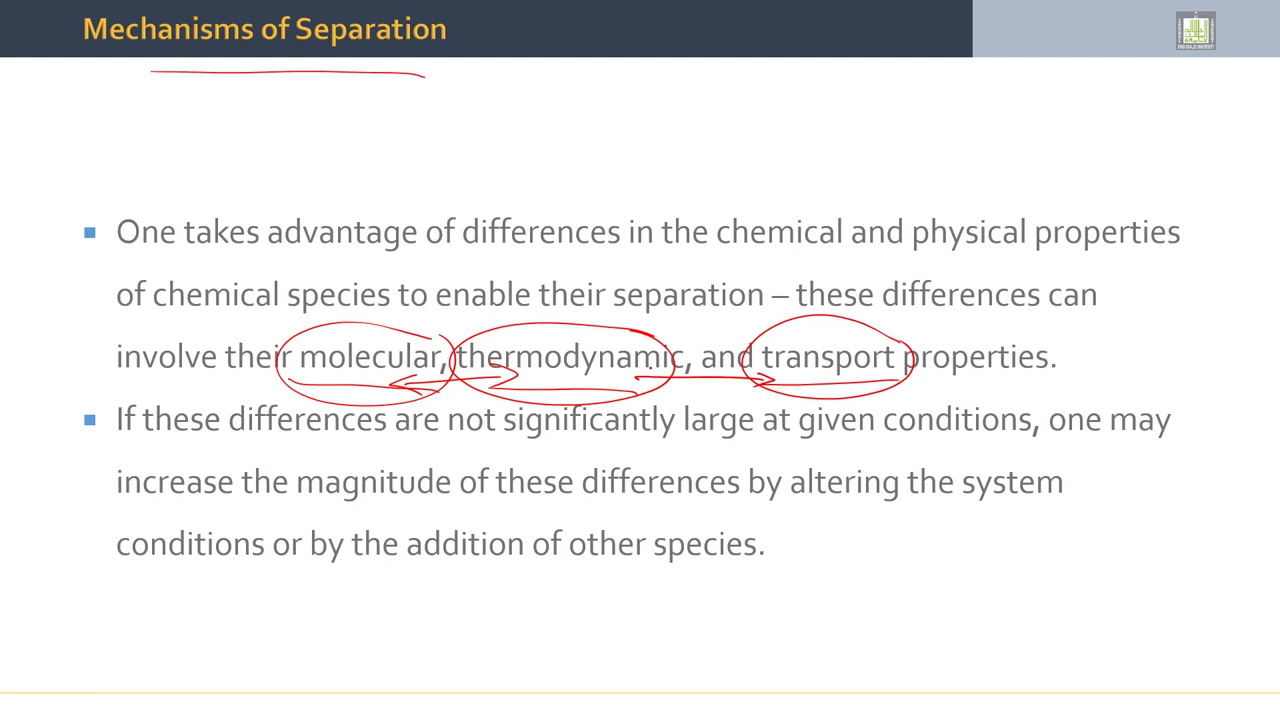 Mechanisms of Separation
One takes advantage of differences in the chemical and physical properties
of chemical species to enable their separation – these differences can
involve their molecular, thermodynamic, and transport properties.
If these differences are not significantly large at given conditions, one may
increase the magnitude of these differences by altering the system
conditions or by the addition of other species.